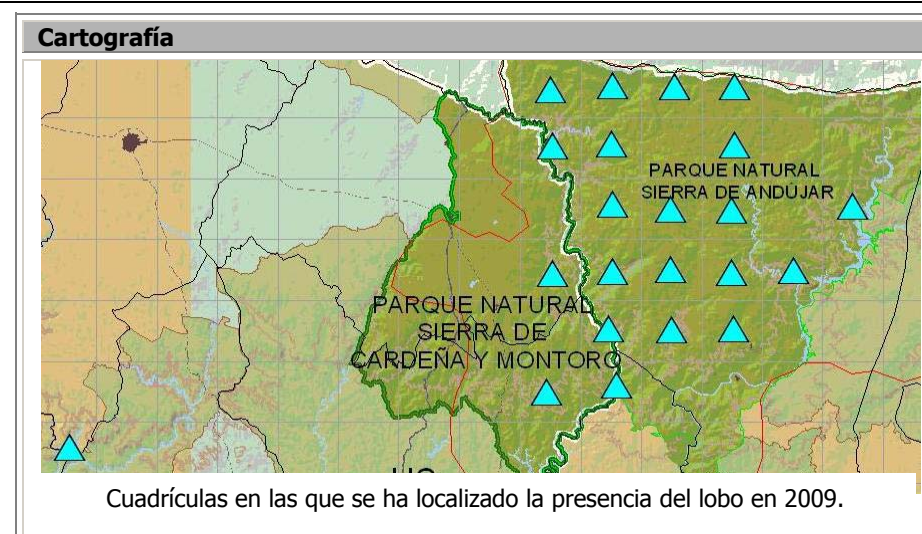 Cartografía
PARQUE NATURAL
SIERRA DE ANDÚJAR
PARQUE NATURAL
SIERRA DE
CARDEÑA Y MONTORO
Cuadrículas en las que se ha localizado la presencia del lobo en 2009.